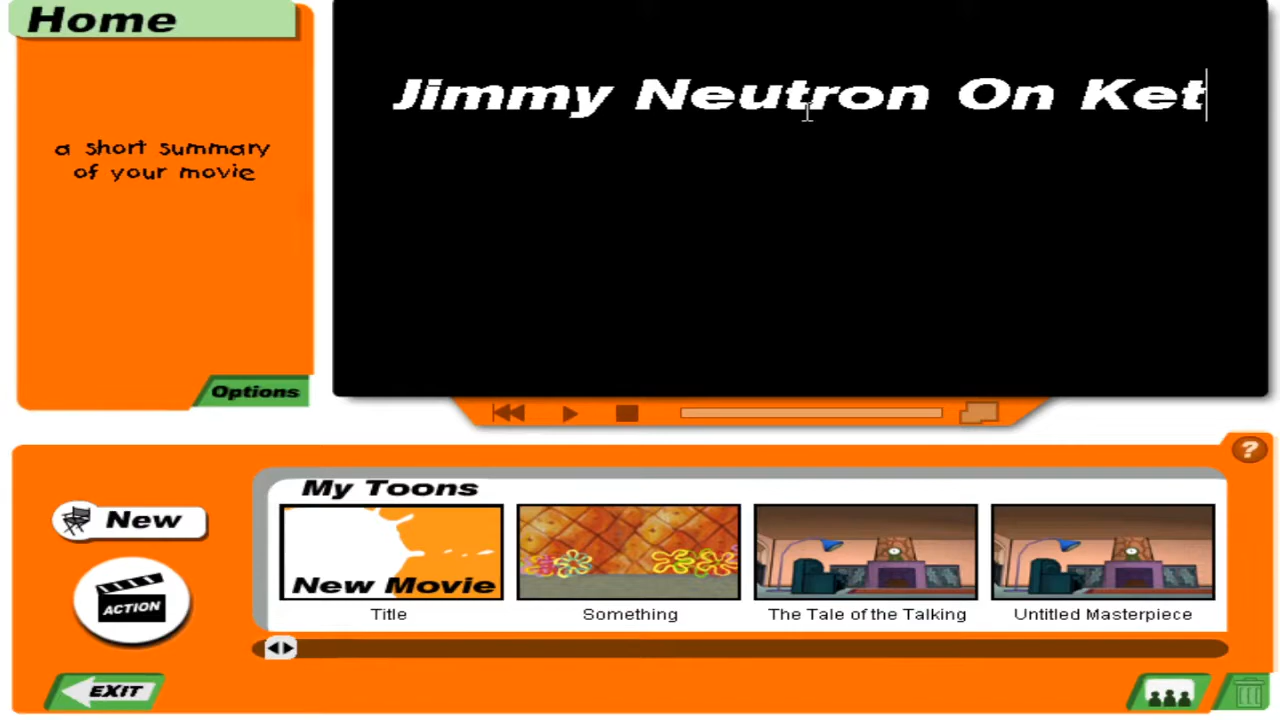 Home
a short summary
of your movie
Options
Jimmy Neutron On Ket
?
My Toons
New
ACTION
New Movie
Title
Something
The Tale of the Talking
Untitled Masterpiece
EXIT